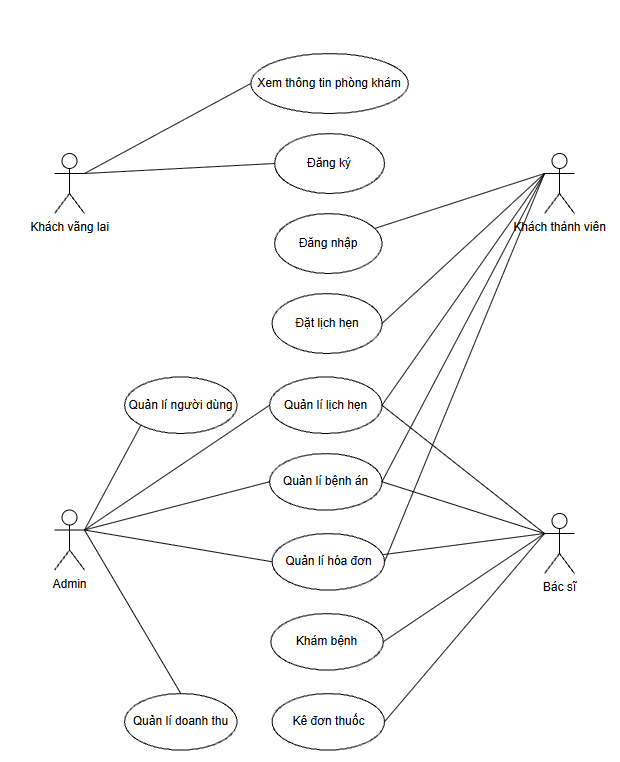 Xem thông tin phòng khám
Đăng ký
Khách vãng lai
Khách thành viên
Đăng nhập
Đặt lịch hẹn
Quản lí người dùng
Quản lí lịch hẹn
Quản lí bệnh án
Quản lí hóa đơn
Admin
Bác sĩ
Khám bệnh
Quản lí doanh thu
Kê đơn thuốc